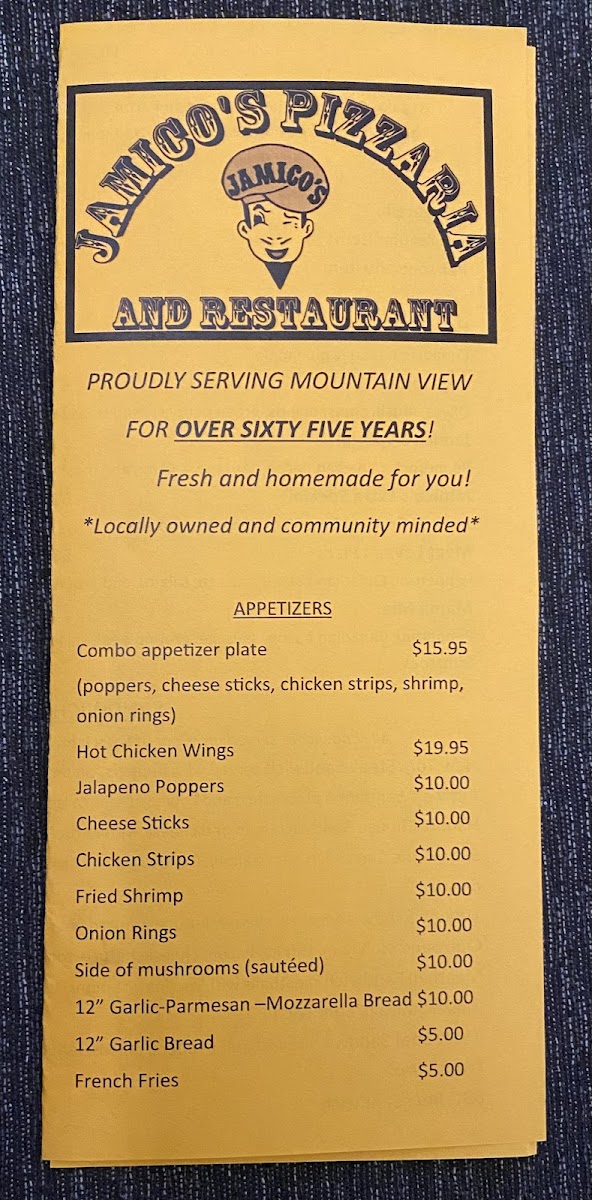 JAMICO'S PIZZARIA
JAMICO'S
AND RESTAURANT
PROUDLY SERVING MOUNTAIN VIEW
FOR OVER SIXTY FIVE YEARS!
Fresh and homemade for you!
*Locally owned and community minded*
APPETIZERS
Combo appetizer plate $15.95
(poppers, cheese sticks, chicken strips, shrimp,
onion rings)
Hot Chicken Wings $19.95
Jalapeno Poppers $10.00
Cheese Sticks $10.00
Chicken Strips $10.00
Fried Shrimp $10.00
Onion Rings $10.00
Side of mushrooms (sautéed) $10.00
12” Garlic-Parmesan –Mozzarella Bread $10.00
12” Garlic Bread $5.00
French Fries $5.00